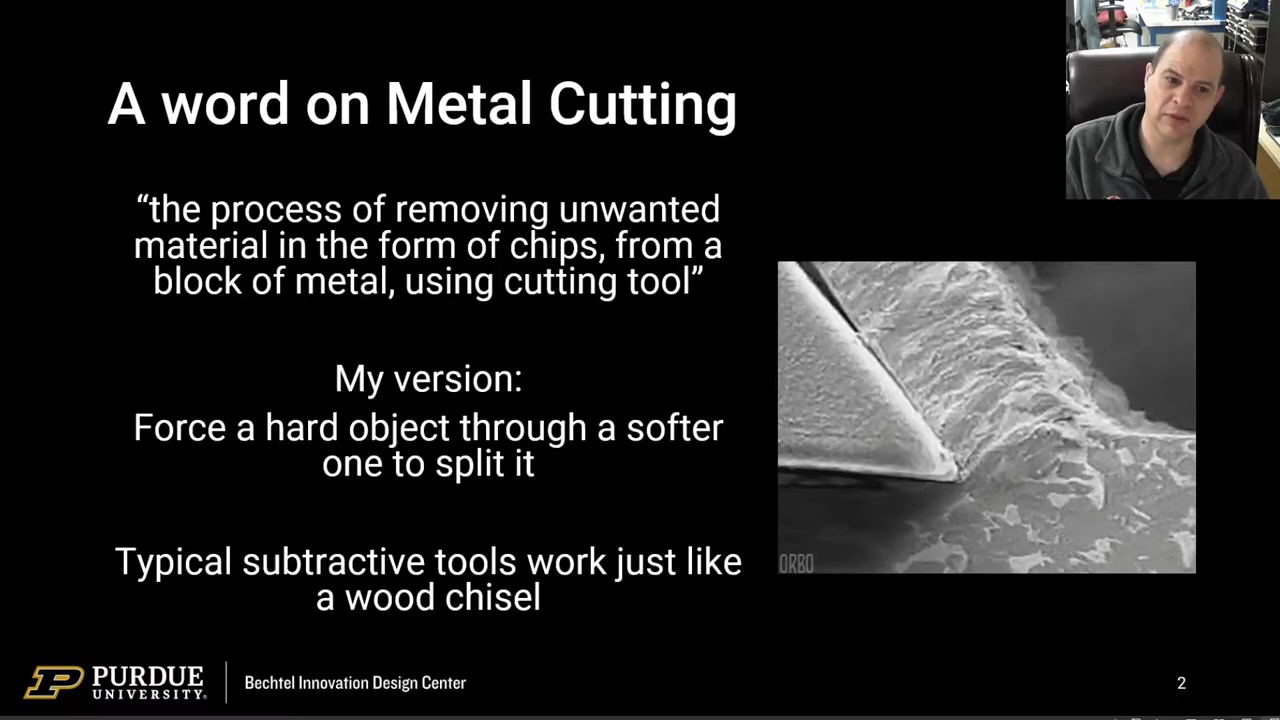 A word on Metal Cutting
“the process of removing unwanted
material in the form of chips, from a
block of metal, using cutting tool”
My version:
Force a hard object through a softer
one to split it
Typical subtractive tools work just like
a wood chisel
ORBO
PURDUE
UNIVERSITY®
Bechtel Innovation Design Center
2